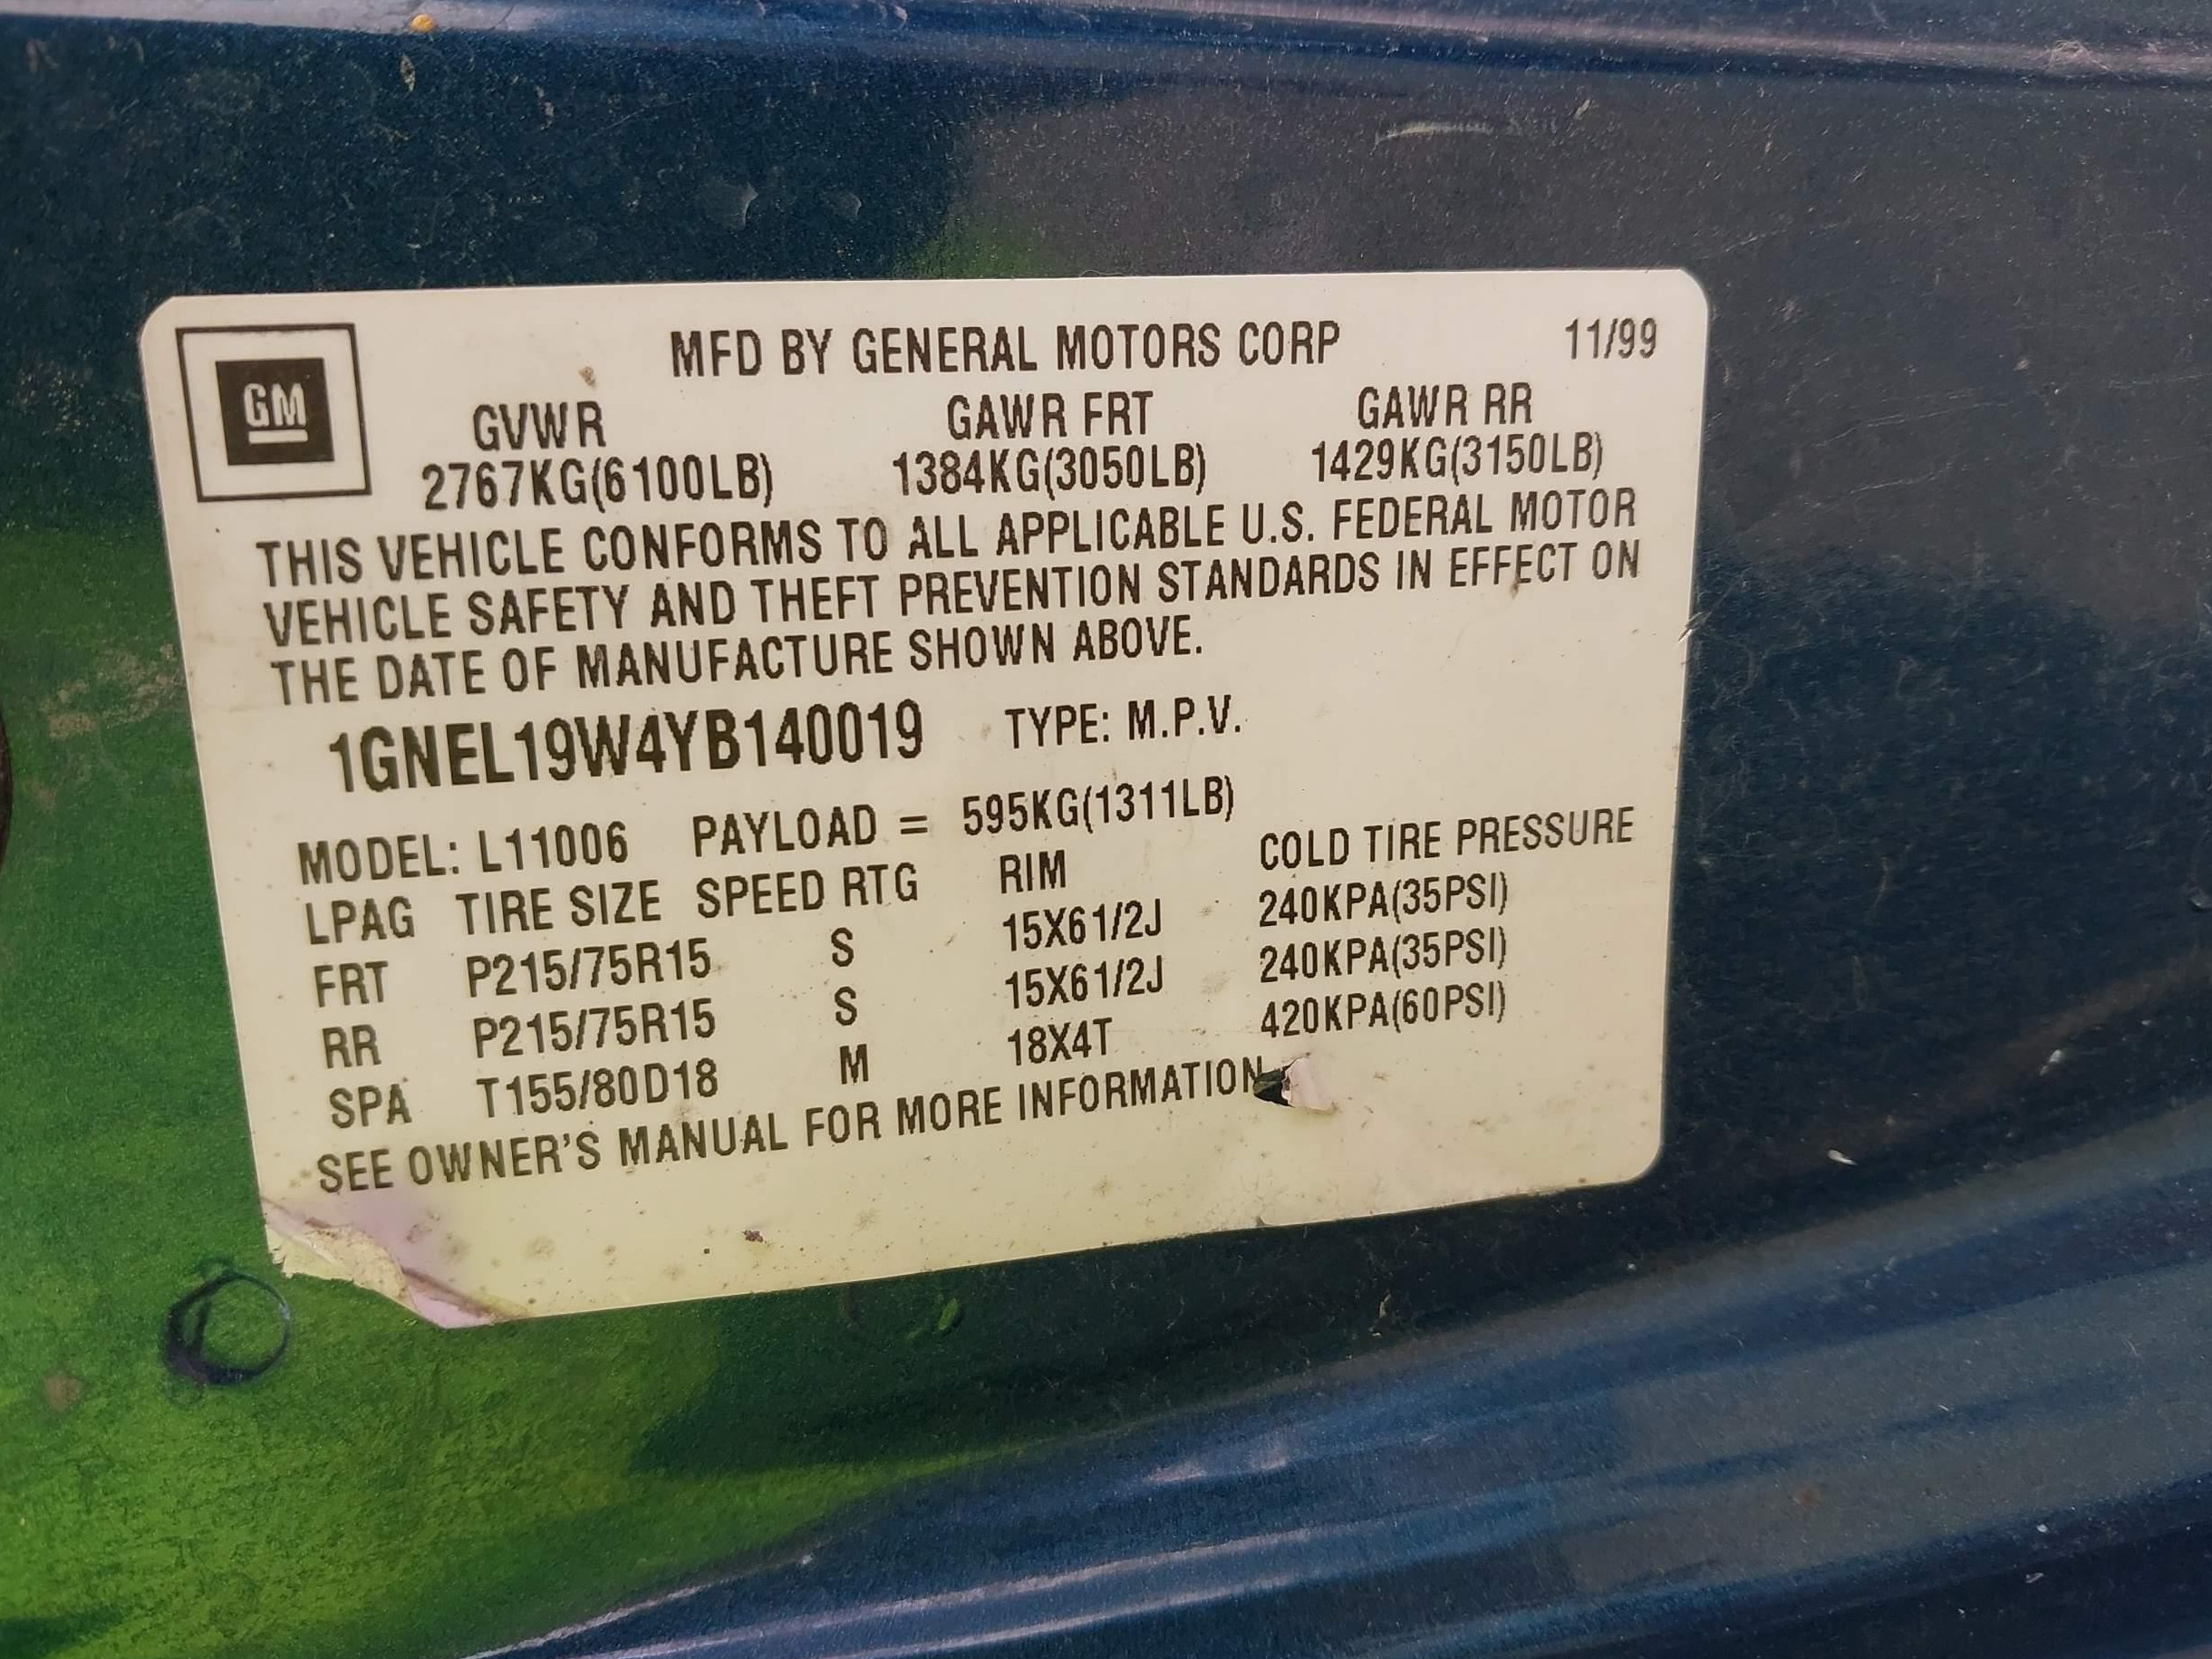 GM
MFD BY GENERAL MOTORS CORP 11/99
GVWR GAWR FRT GAWR RR
2767KG(6100LB) 1384KG(3050LB) 1429KG(3150LB)
THIS VEHICLE CONFORMS TO ALL APPLICABLE U.S. FEDERAL MOTOR
VEHICLE SAFETY AND THEFT PREVENTION STANDARDS IN EFFECT ON
THE DATE OF MANUFACTURE SHOWN ABOVE.
1GNEL19W4YB140019 TYPE: M.P.V.
MODEL: L11006 PAYLOAD = 595KG(1311LB)
LPAG TIRE SIZE SPEED RTG RIM COLD TIRE PRESSURE
FRT P215/75R15 S 15X61/2J 240KPA(35PSI)
RR P215/75R15 S 15X61/2J 240KPA(35PSI)
SPA T155/80D18 M 18X4T 420KPA(60PSI)
SEE OWNER'S MANUAL FOR MORE INFORMATION